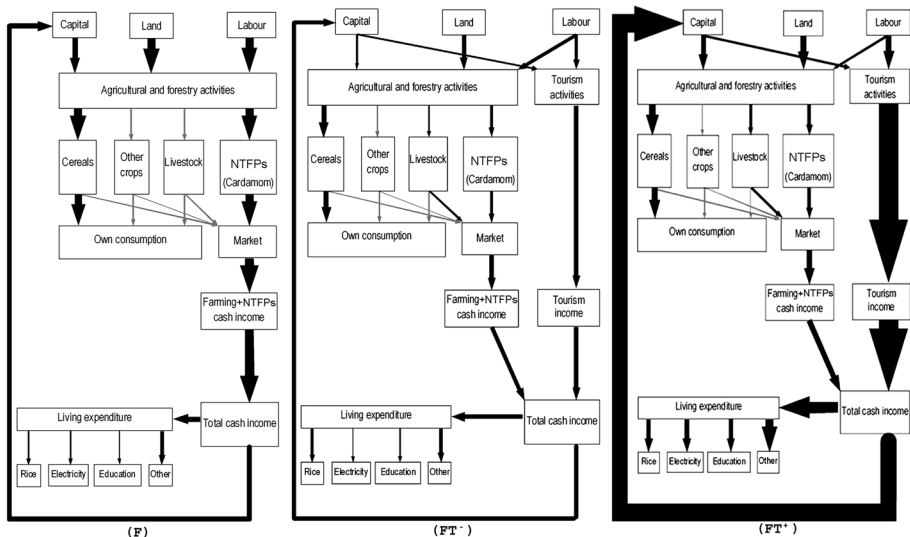 Capital
Land
Labour
Agricultural and forestry activities
Cereals
Other
crops
Livestock
NTFPs
(Cardamom)
Own consumption
Market
Farming+NTFPs
cash income
Living expenditure
Total cash income
Rice
Electricity
Education
Other
(F)
Capital
Land
Labour
Agricultural and forestry activities
Tourism
activities
Cereals
Other
crops
Livestock
NTFPs
(Cardamom)
Own consumption
Market
Farming+NTFPs
cash income
Tourism
income
Living expenditure
Total cash income
Rice
Electricity
Education
Other
(FT⁻)
Capital
Land
Labour
Agricultural and forestry activities
Tourism
activities
Cereals
Other
crops
Livestock
NTFPs
(Cardamom)
Own consumption
Market
Farming+NTFPs
cash income
Tourism
income
Living expenditure
Total cash income
Rice
Electricity
Education
Other
(FT⁺)